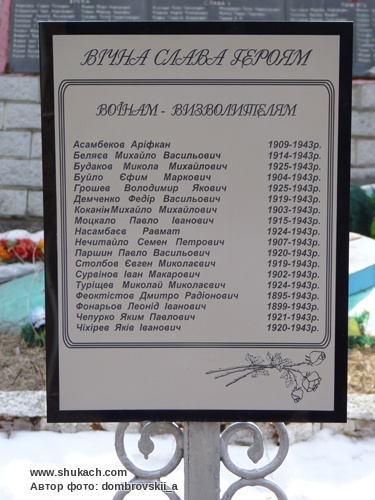 ВІЧНА СЛАВА ГЕРОЯМ
ВОЇНАМ - ВИЗВОЛИТЕЛЯМ
Асамбеков Аріфкан 1909-1943р.
Беляєв Михайло Васильович 1914-1943р.
Будаков Микола Михайлович 1925-1943р.
Буйло Єфим Маркович 1904-1943р.
Грошев Володимир Якович 1925-1943р.
Демченко Федір Васильович 1919-1943р.
Коканін Михайло Михайлович 1903-1943р.
Моцкало Павло Іванович 1915-1943р.
Насамбаєв Равмат 1924-1943р.
Нечитайло Семен Петрович 1907-1943р.
Паршин Павло Васильович 1920-1943р.
Столбов Євген Миколаєвич 1919-1943р.
Сурвінов Іван Макарович 1902-1943р.
Туріщев Миколай Миколаєвич 1924-1943р.
Феоктістов Дмитро Радіонович 1895-1943р.
Фонарьов Леонід Іванович 1899-1943р.
Чепурко Яким Павлович 1921-1943р.
Чіхірев Яків Іванович 1920-1943р.
www.shukach.com
Автор фото: dombrovskii_a